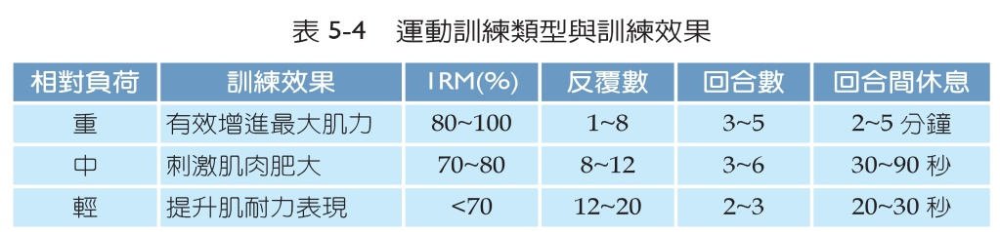 表 5-4　運動訓練類型與訓練效果
相對負荷　訓練效果　1RM(%)　反覆數　回合數　回合間休息
重　有效增進最大肌力　80~100　1~8　3~5　2~5 分鐘
中　刺激肌肉肥大　70~80　8~12　3~6　30~90 秒
輕　提升肌耐力表現　<70　12~20　2~3　20~30 秒